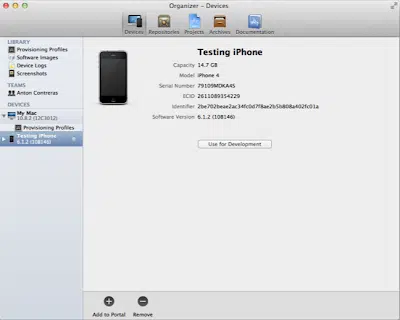 Organizer - Devices
Devices Repositories Projects Archives Documentation
LIBRARY
Provisioning Profiles
Software Images
Device Logs
Screenshots
TEAMS
Anton Contreras
DEVICES
My Mac
10.8.2 (12C3012)
Provisioning Profiles
Testing iPhone
6.1.2 (10B146)
Testing iPhone
Capacity 14.7 GB
Model iPhone 4
Serial Number 79109MDKA4S
ECID 2611089354229
Identifier 2be702beae2ac34fc0d7f8ae2b5b808a402fc01a
Software Version 6.1.2 (10B146)
Use for Development
Add to Portal Remove